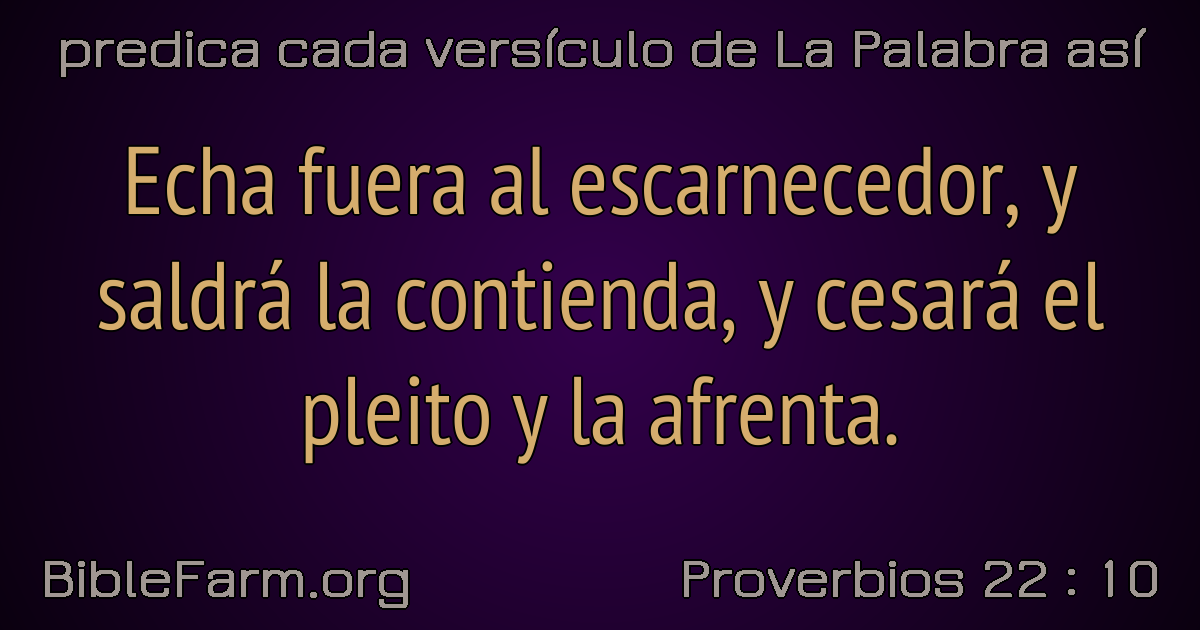 predica cada versículo de La Palabra así
Echa fuera al escarnecedor, y
saldrá la contienda, y cesará el
pleito y la afrenta.
BibleFarm.org
Proverbios 22 : 10